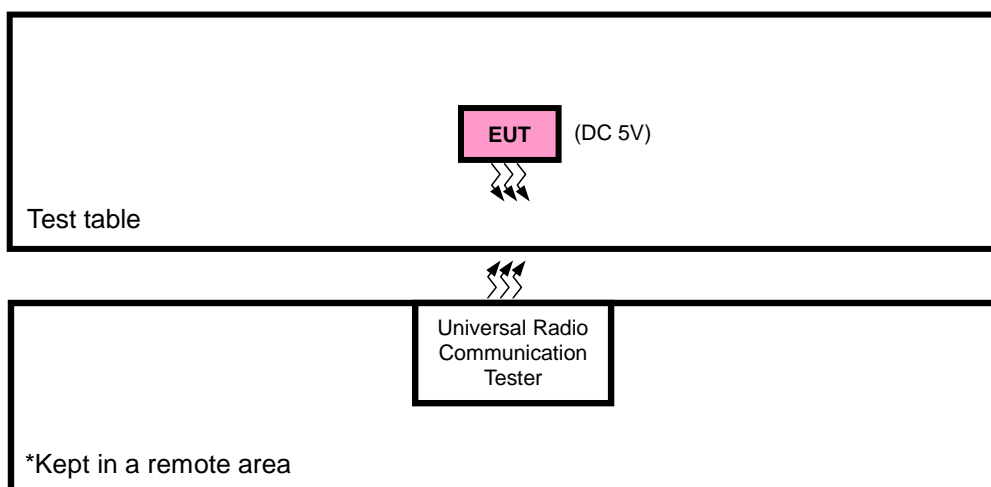 EUT
(DC 5V)
Test table
Universal Radio
Communication
Tester
*Kept in a remote area